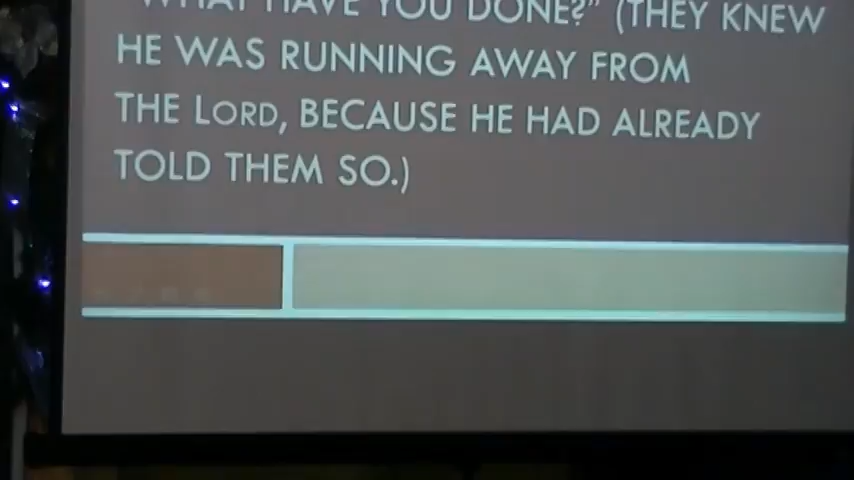 "WHAT HAVE YOU DONE?" (THEY KNEW
HE WAS RUNNING AWAY FROM
THE LORD, BECAUSE HE HAD ALREADY
TOLD THEM SO.)